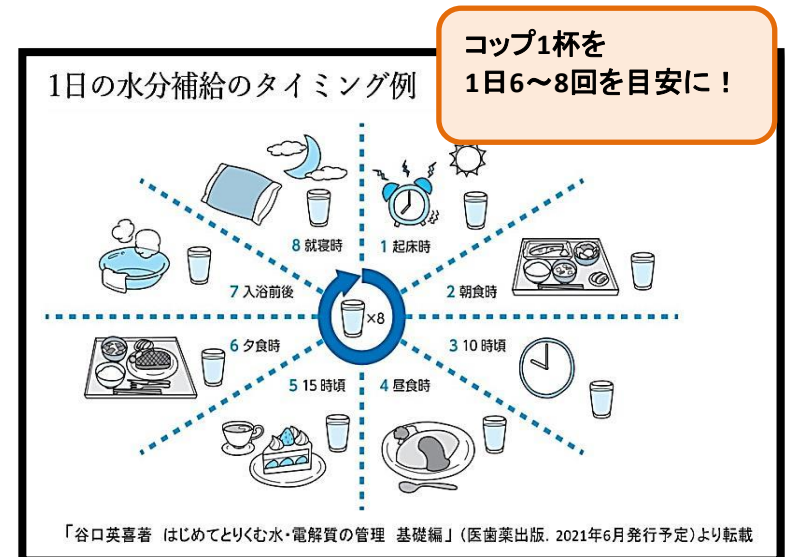 コップ1杯を
1日6～8回を目安に！
1日の水分補給のタイミング例
8 就寝時
1 起床時
7 入浴前後
2 朝食時
×8
6 夕食時
3 10時頃
5 15時頃
4 昼食時
「谷口英喜著 はじめてとりくむ水・電解質の管理 基礎編」（医歯薬出版．2021年6月発行予定）より転載